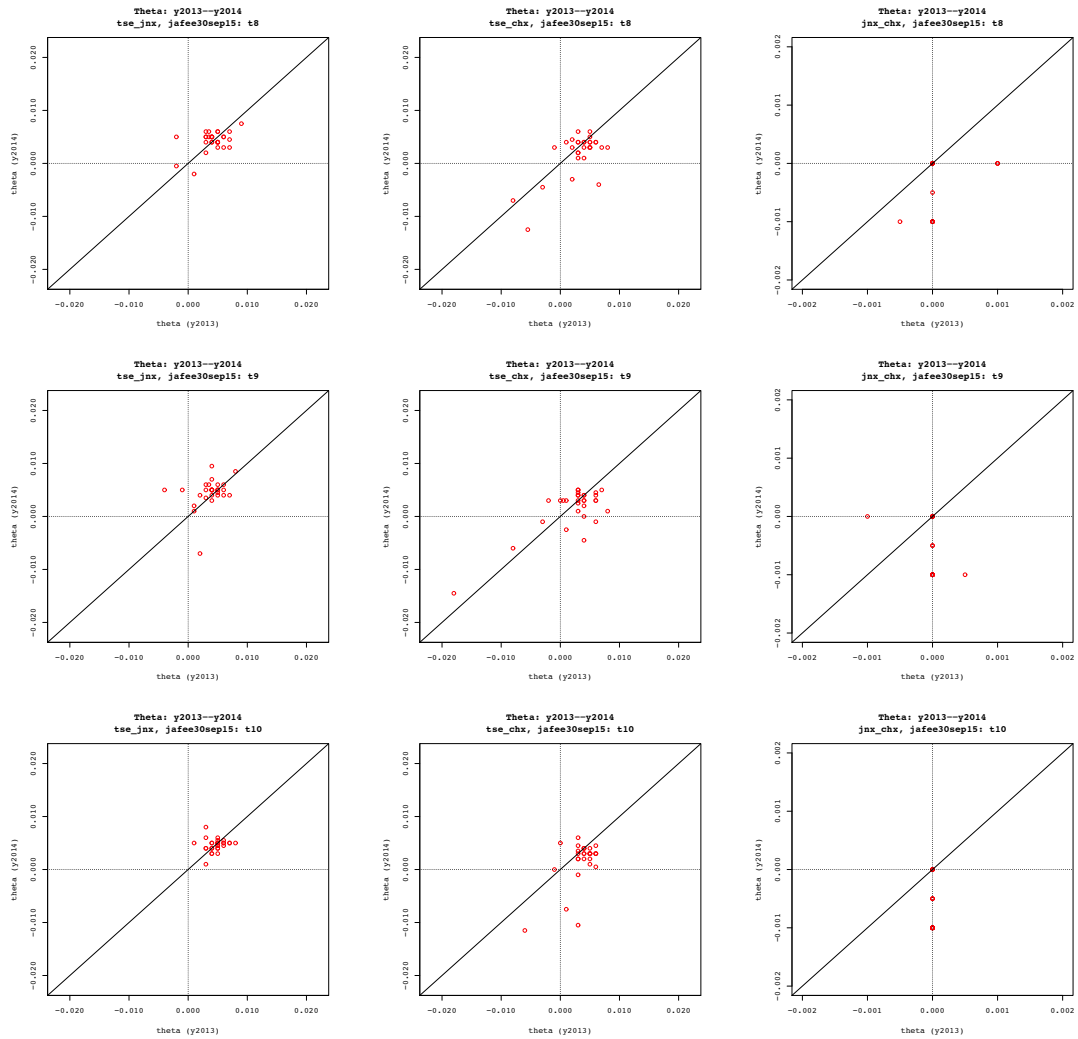 Theta: y2013--y2014
tse_jnx, jafee30sep15: t8
theta (y2014)
-0.020 -0.010 0.000 0.010 0.020
-0.020 -0.010 0.000 0.010 0.020
theta (y2013)
Theta: y2013--y2014
tse_chx, jafee30sep15: t8
theta (y2014)
-0.020 -0.010 0.000 0.010 0.020
-0.020 -0.010 0.000 0.010 0.020
theta (y2013)
Theta: y2013--y2014
jnx_chx, jafee30sep15: t8
theta (y2014)
-0.002 -0.001 0.000 0.001 0.002
-0.002 -0.001 0.000 0.001 0.002
theta (y2013)
Theta: y2013--y2014
tse_jnx, jafee30sep15: t9
theta (y2014)
-0.020 -0.010 0.000 0.010 0.020
-0.020 -0.010 0.000 0.010 0.020
theta (y2013)
Theta: y2013--y2014
tse_chx, jafee30sep15: t9
theta (y2014)
-0.020 -0.010 0.000 0.010 0.020
-0.020 -0.010 0.000 0.010 0.020
theta (y2013)
Theta: y2013--y2014
jnx_chx, jafee30sep15: t9
theta (y2014)
-0.002 -0.001 0.000 0.001 0.002
-0.002 -0.001 0.000 0.001 0.002
theta (y2013)
Theta: y2013--y2014
tse_jnx, jafee30sep15: t10
theta (y2014)
-0.020 -0.010 0.000 0.010 0.020
-0.020 -0.010 0.000 0.010 0.020
theta (y2013)
Theta: y2013--y2014
tse_chx, jafee30sep15: t10
theta (y2014)
-0.020 -0.010 0.000 0.010 0.020
-0.020 -0.010 0.000 0.010 0.020
theta (y2013)
Theta: y2013--y2014
jnx_chx, jafee30sep15: t10
theta (y2014)
-0.002 -0.001 0.000 0.001 0.002
-0.002 -0.001 0.000 0.001 0.002
theta (y2013)